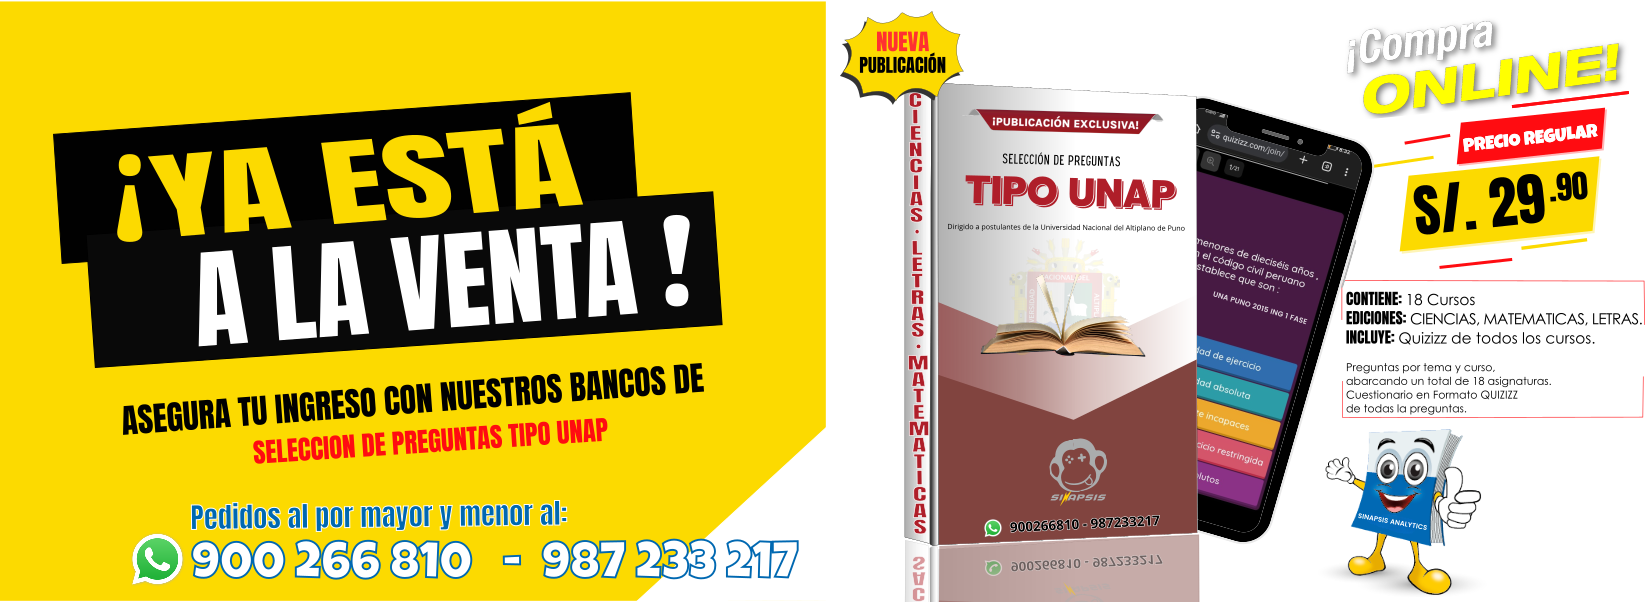 ¡YA ESTÁ
A LA VENTA !
ASEGURA TU INGRESO CON NUESTROS BANCOS DE
SELECCION DE PREGUNTAS TIPO UNAP
Pedidos al por mayor y menor al:
900 266 810 - 987 233 217
NUEVA
PUBLICACIÓN
CIENCIAS · LETRAS · MATEMATICAS
¡PUBLICACIÓN EXCLUSIVA!
SELECCIÓN DE PREGUNTAS
TIPO UNAP
Dirigido a postulantes de la Universidad Nacional del Altiplano de Puno
SINAPSIS
900266810 - 987233217
quizizz.com/join/
menores de dieciséis años
n el código civil peruano
stablece que son :
UNA PUNO 2015 ING 1 FASE
dad de ejercicio
dad absoluta
te incapaces
cicio restringida
olutos
¡Compra
ONLINE!
PRECIO REGULAR
S/. 29.90
CONTIENE: 18 Cursos
EDICIONES: CIENCIAS, MATEMATICAS, LETRAS.
INCLUYE: Quizizz de todos los cursos.
Preguntas por tema y curso,
abarcando un total de 18 asignaturas.
Cuestionario en Formato QUIZIZZ
de todas la preguntas.
SINAPSIS ANALYTICS